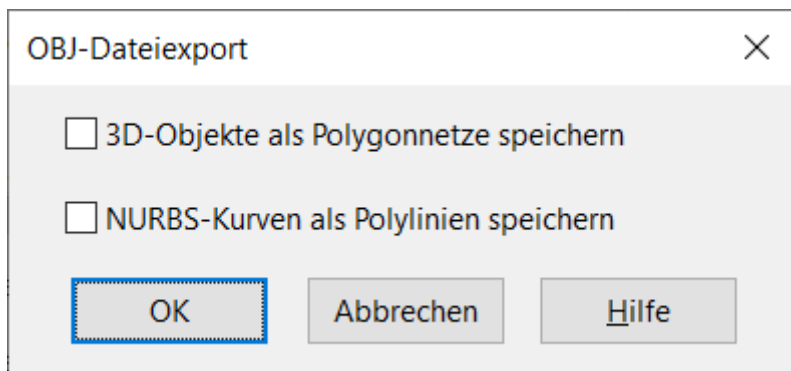 OBJ-Dateiexport
3D-Objekte als Polygonnetze speichern
NURBS-Kurven als Polylinien speichern
OK Abbrechen Hilfe